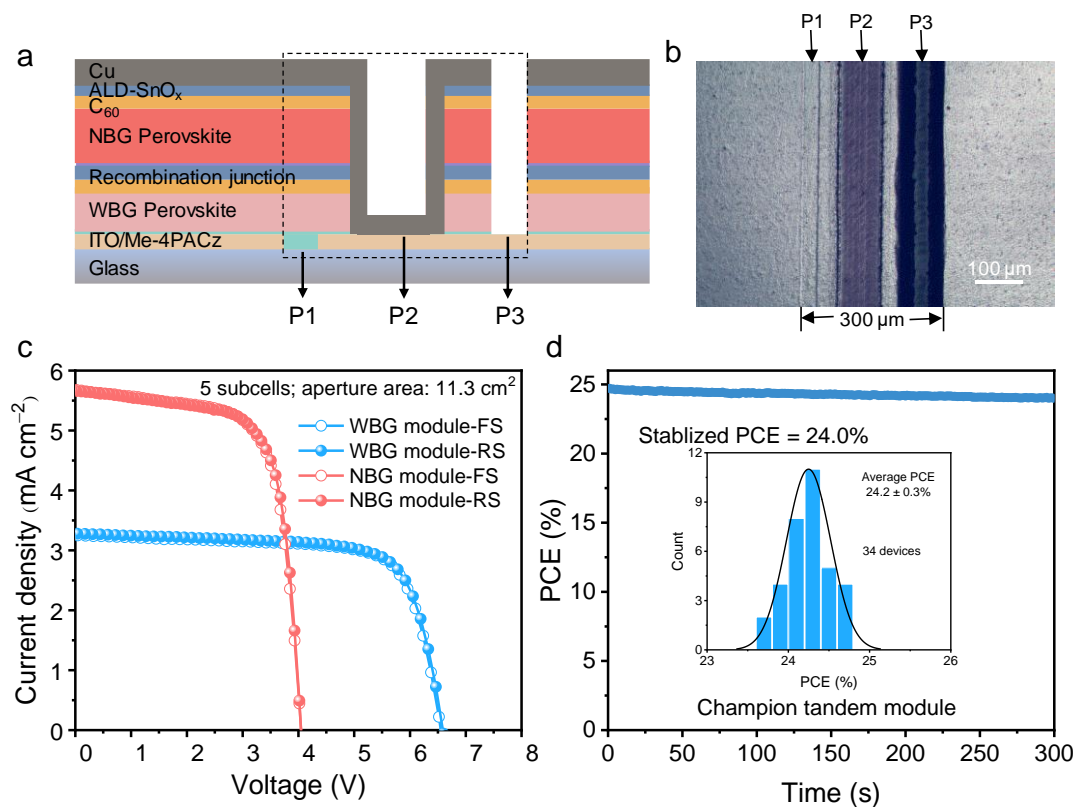 a
Cu
ALD-SnOx
C60
NBG Perovskite
Recombination junction
WBG Perovskite
ITO/Me-4PACz
Glass
P1 P2 P3
b
P1 P2 P3
100 μm
300 μm
c
5 subcells; aperture area: 11.3 cm²
WBG module-FS
WBG module-RS
NBG module-FS
NBG module-RS
Current density (mA cm⁻²)
6
5
4
3
2
1
0
0 1 2 3 4 5 6 7 8
Voltage (V)
d
Stablized PCE = 24.0%
Average PCE
24.2 ± 0.3%
34 devices
Count
12
9
6
3
0
23 24 25 26
PCE (%)
Champion tandem module
PCE (%)
25
20
15
10
5
0
0 50 100 150 200 250 300
Time (s)